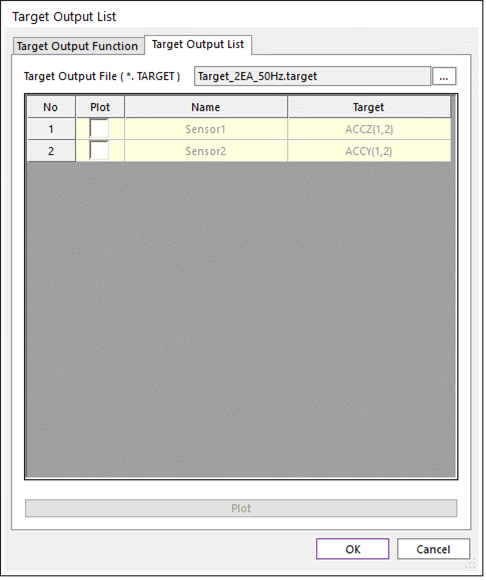 Target Output List
Target Output Function Target Output List
Target Output File ( *. TARGET ) Target_2EA_50Hz.target ...
No Plot Name Target
1 Sensor1 ACCZ(1,2)
2 Sensor2 ACCY(1,2)
Plot
OK Cancel